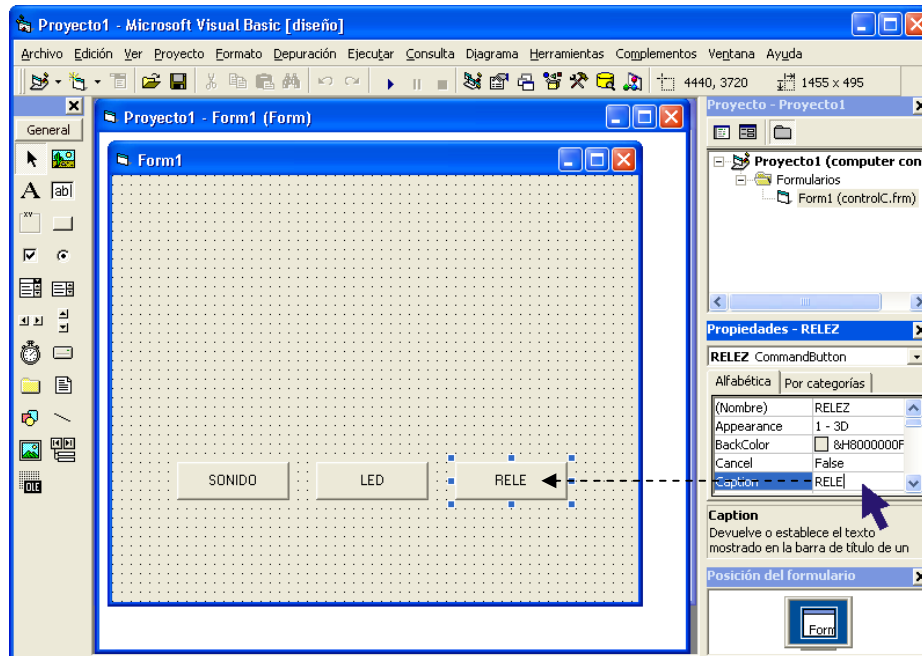 Proyecto1 - Microsoft Visual Basic [diseño]
Archivo Edición Ver Proyecto Formato Depuración Ejecutar Consulta Diagrama Herramientas Complementos Ventana Ayuda
4440, 3720 1455 x 495
General
A ab|
xv
OLE
Proyecto1 - Form1 (Form)
Form1
SONIDO LED RELE
Proyecto - Proyecto1
Proyecto1 (computer con
Formularios
Form1 (controlC.frm)
Propiedades - RELEZ
RELEZ CommandButton
Alfabética Por categorías
(Nombre) RELEZ
Appearance 1 - 3D
BackColor &H8000000F
Cancel False
Caption RELE
Caption
Devuelve o establece el texto
mostrado en la barra de título de un
Posición del formulario
Form